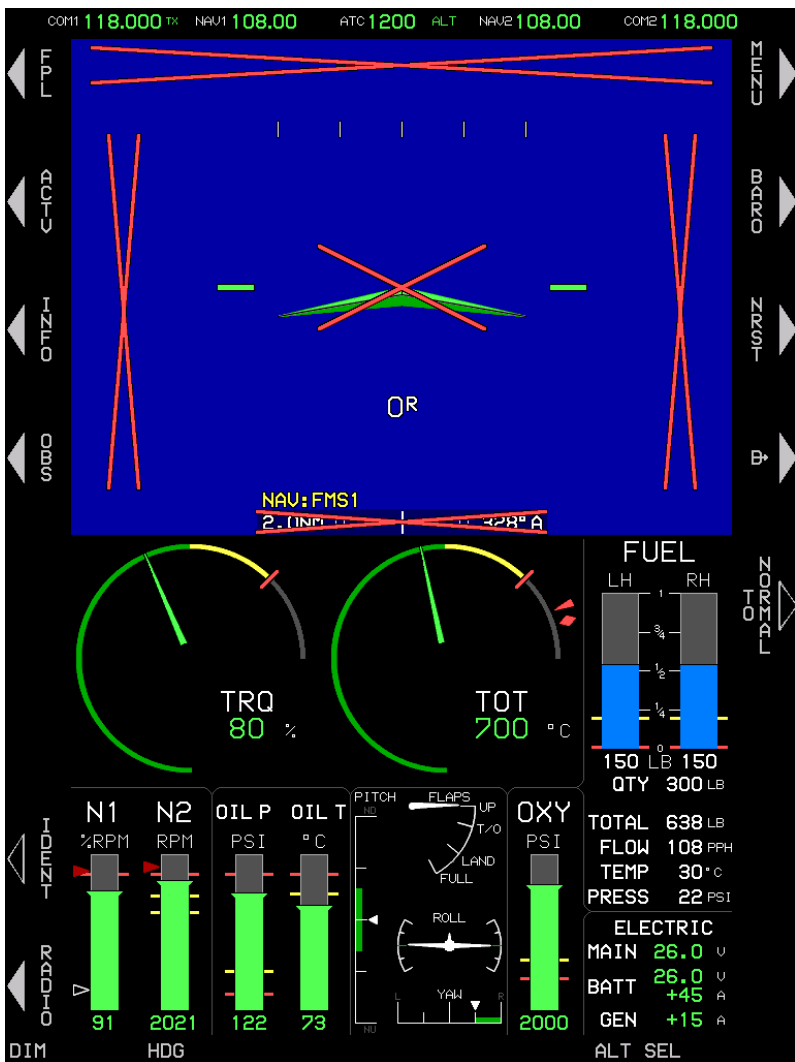 COM1 118.000 TX NAV1 108.00 ATC 1200 ALT NAV2 108.00 COM2 118.000
FPL
MENU
ACTV
BARO
INFO
NRST
OBS
OR
NAV:FMS1
2.0NM 328°A
FUEL
LH RH
1
3/4
1/2
1/4
0
150 LB 150
QTY 300 LB
NORMAL
TO
TRQ
80 %
TOT
700 °C
N1 N2
%RPM RPM
91 2021
OIL P OIL T
PSI °C
122 73
PITCH
ND
NU
FLAPS
UP
T/O
LAND
FULL
ROLL
YAW
L R
OXY
PSI
2000
TOTAL 638 LB
FLOW 108 PPH
TEMP 30°C
PRESS 22 PSI
ELECTRIC
MAIN 26.0 V
BATT 26.0 V
+45 A
GEN +15 A
IDENT
RADIO
DIM HDG ALT SEL